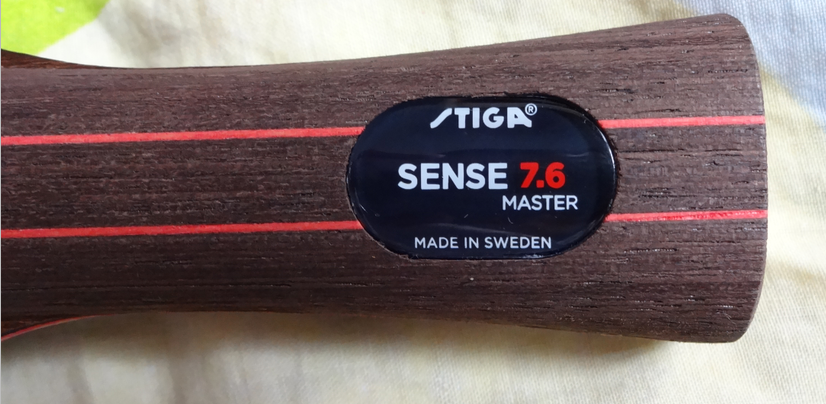 STIGA®
SENSE 7.6
MASTER
MADE IN SWEDEN